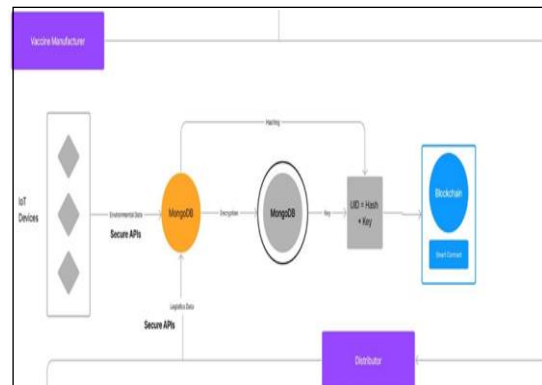 Vaccine Manufacturer
Hashing
IoT
Devices
Environmental Data
Secure APIs
MongoDB
Decryption
MongoDB
Key
UID = Hash
+ Key
Blockchain
Smart Contract
Logistics Data
Secure APIs
Distributor